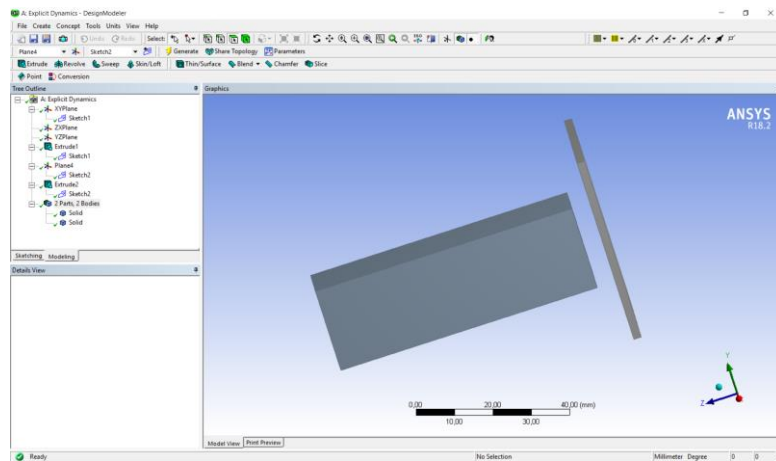 A: Explicit Dynamics - DesignModeler
File Create Concept Tools Units View Help
Undo Redo Select:
Plane4 Sketch2 Generate Share Topology Parameters
Extrude Revolve Sweep Skin/Loft Thin/Surface Blend Chamfer Slice
Point Conversion
Tree Outline
A: Explicit Dynamics
XYPlane
Sketch1
ZXPlane
YZPlane
Extrude1
Sketch1
Plane4
Sketch2
Extrude2
Sketch2
2 Parts, 2 Bodies
Solid
Solid
Sketching Modeling
Details View
Graphics
ANSYS
R18.2
Y
Z
0,00 20,00 40,00 (mm)
10,00 30,00
Model View Print Preview
Ready No Selection Millimeter Degree 0 0